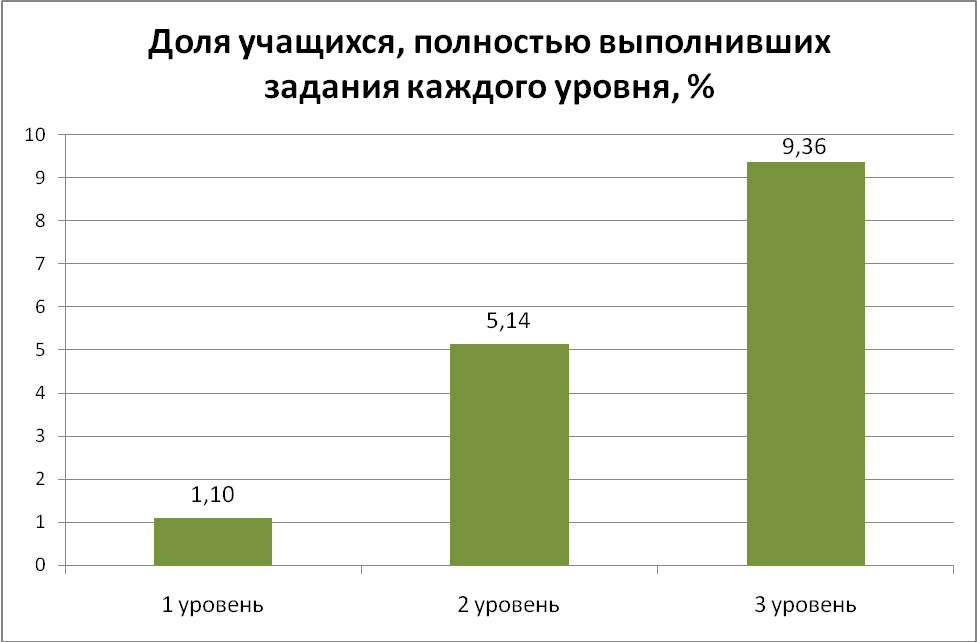 Доля учащихся, полностью выполнивших
задания каждого уровня, %
10
9
8
7
6
5
4
3
2
1
0
1,10
5,14
9,36
1 уровень
2 уровень
3 уровень